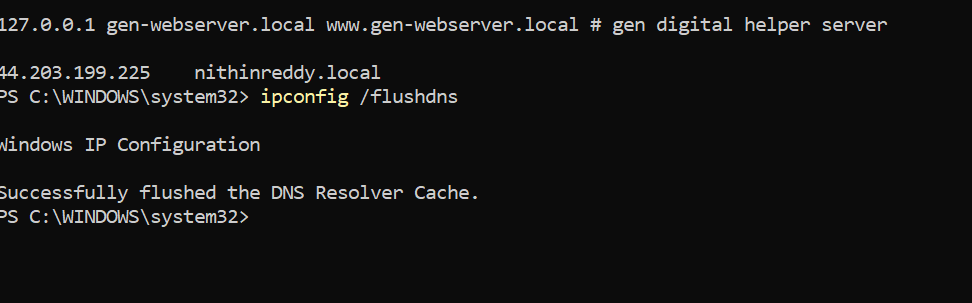 127.0.0.1 gen-webserver.local www.gen-webserver.local # gen digital helper server
44.203.199.225    nithinreddy.local
PS C:\WINDOWS\system32> ipconfig /flushdns
Windows IP Configuration
Successfully flushed the DNS Resolver Cache.
PS C:\WINDOWS\system32>